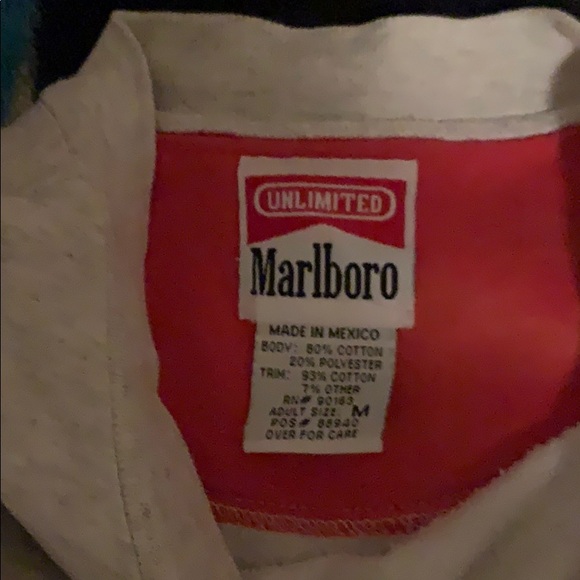 UNLIMITED
Marlboro
MADE IN MEXICO
BODY: 80% COTTON
20% POLYESTER
TRIM: 93% COTTON
7% OTHER
RN# 90163
ADULT SIZE: M
POS# 88940
OVER FOR CARE